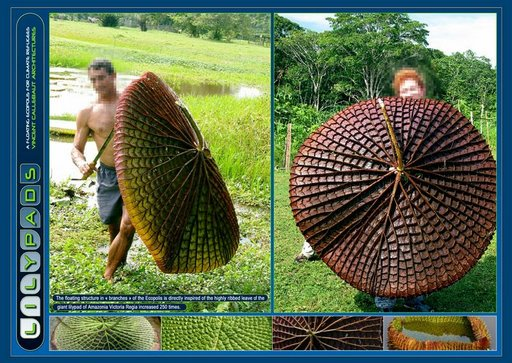 LILYPADS
A FLOATING ECOPOLIS FOR CLIMATE REFUGEES
VINCENT CALLEBAUT ARCHITECTURES
The floating structure in « branches » of the Ecopolis is directly inspired of the highly ribbed leave of the
giant lilypad of Amazonia Victoria Regia increased 250 times.